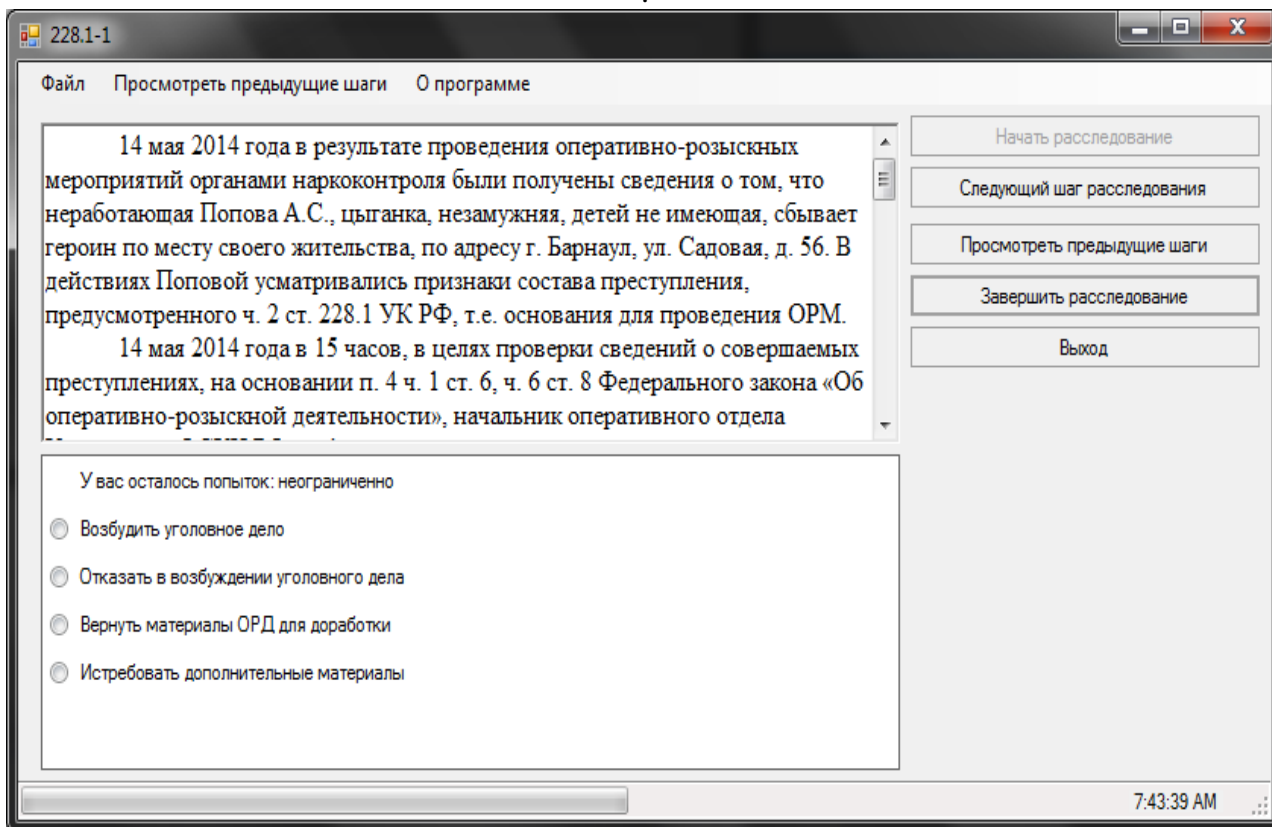 228.1-1
Файл Просмотреть предыдущие шаги О программе
14 мая 2014 года в результате проведения оперативно-розыскных
мероприятий органами наркоконтроля были получены сведения о том, что
неработающая Попова А.С., цыганка, незамужняя, детей не имеющая, сбывает
героин по месту своего жительства, по адресу г. Барнаул, ул. Садовая, д. 56. В
действиях Поповой усматривались признаки состава преступления,
предусмотренного ч. 2 ст. 228.1 УК РФ, т.е. основания для проведения ОРМ.
14 мая 2014 года в 15 часов, в целях проверки сведений о совершаемых
преступлениях, на основании п. 4 ч. 1 ст. 6, ч. 6 ст. 8 Федерального закона «Об
оперативно-розыскной деятельности», начальник оперативного отдела
Начать расследование
Следующий шаг расследования
Просмотреть предыдущие шаги
Завершить расследование
Выход
У вас осталось попыток: неограниченно
Возбудить уголовное дело
Отказать в возбуждении уголовного дела
Вернуть материалы ОРД для доработки
Истребовать дополнительные материалы
7:43:39 AM